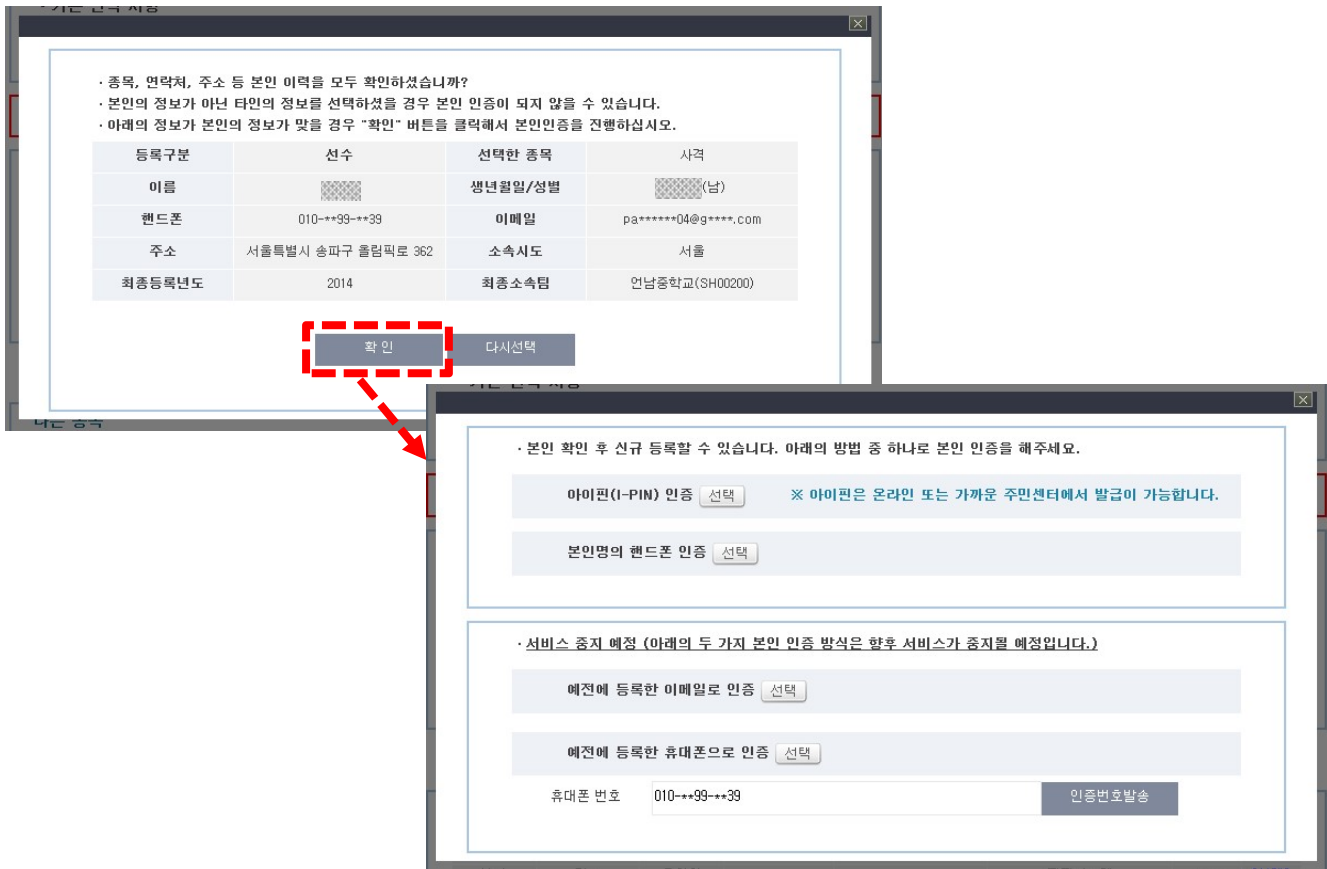 · 종목, 연락처, 주소 등 본인 이력을 모두 확인하셨습니까?
· 본인의 정보가 아닌 타인의 정보를 선택하셨을 경우 본인 인증이 되지 않을 수 있습니다.
· 아래의 정보가 본인의 정보가 맞을 경우 "확인" 버튼을 클릭해서 본인인증을 진행하십시오.
등록구분 선수 선택한 종목 사격
이름 생년월일/성별 (남)
핸드폰 010-**99-**39 이메일 pa******04@g****.com
주소 서울특별시 송파구 올림픽로 362 소속시도 서울
최종등록년도 2014 최종소속팀 언남중학교(SH00200)
확 인 다시선택
· 본인 확인 후 신규 등록할 수 있습니다. 아래의 방법 중 하나로 본인 인증을 해주세요.
아이핀(I-PIN) 인증 선택 ※ 아이핀은 온라인 또는 가까운 주민센터에서 발급이 가능합니다.
본인명의 핸드폰 인증 선택
· 서비스 중지 예정 (아래의 두 가지 본인 인증 방식은 향후 서비스가 중지될 예정입니다.)
예전에 등록한 이메일로 인증 선택
예전에 등록한 휴대폰으로 인증 선택
휴대폰 번호 010-**99-**39 인증번호발송